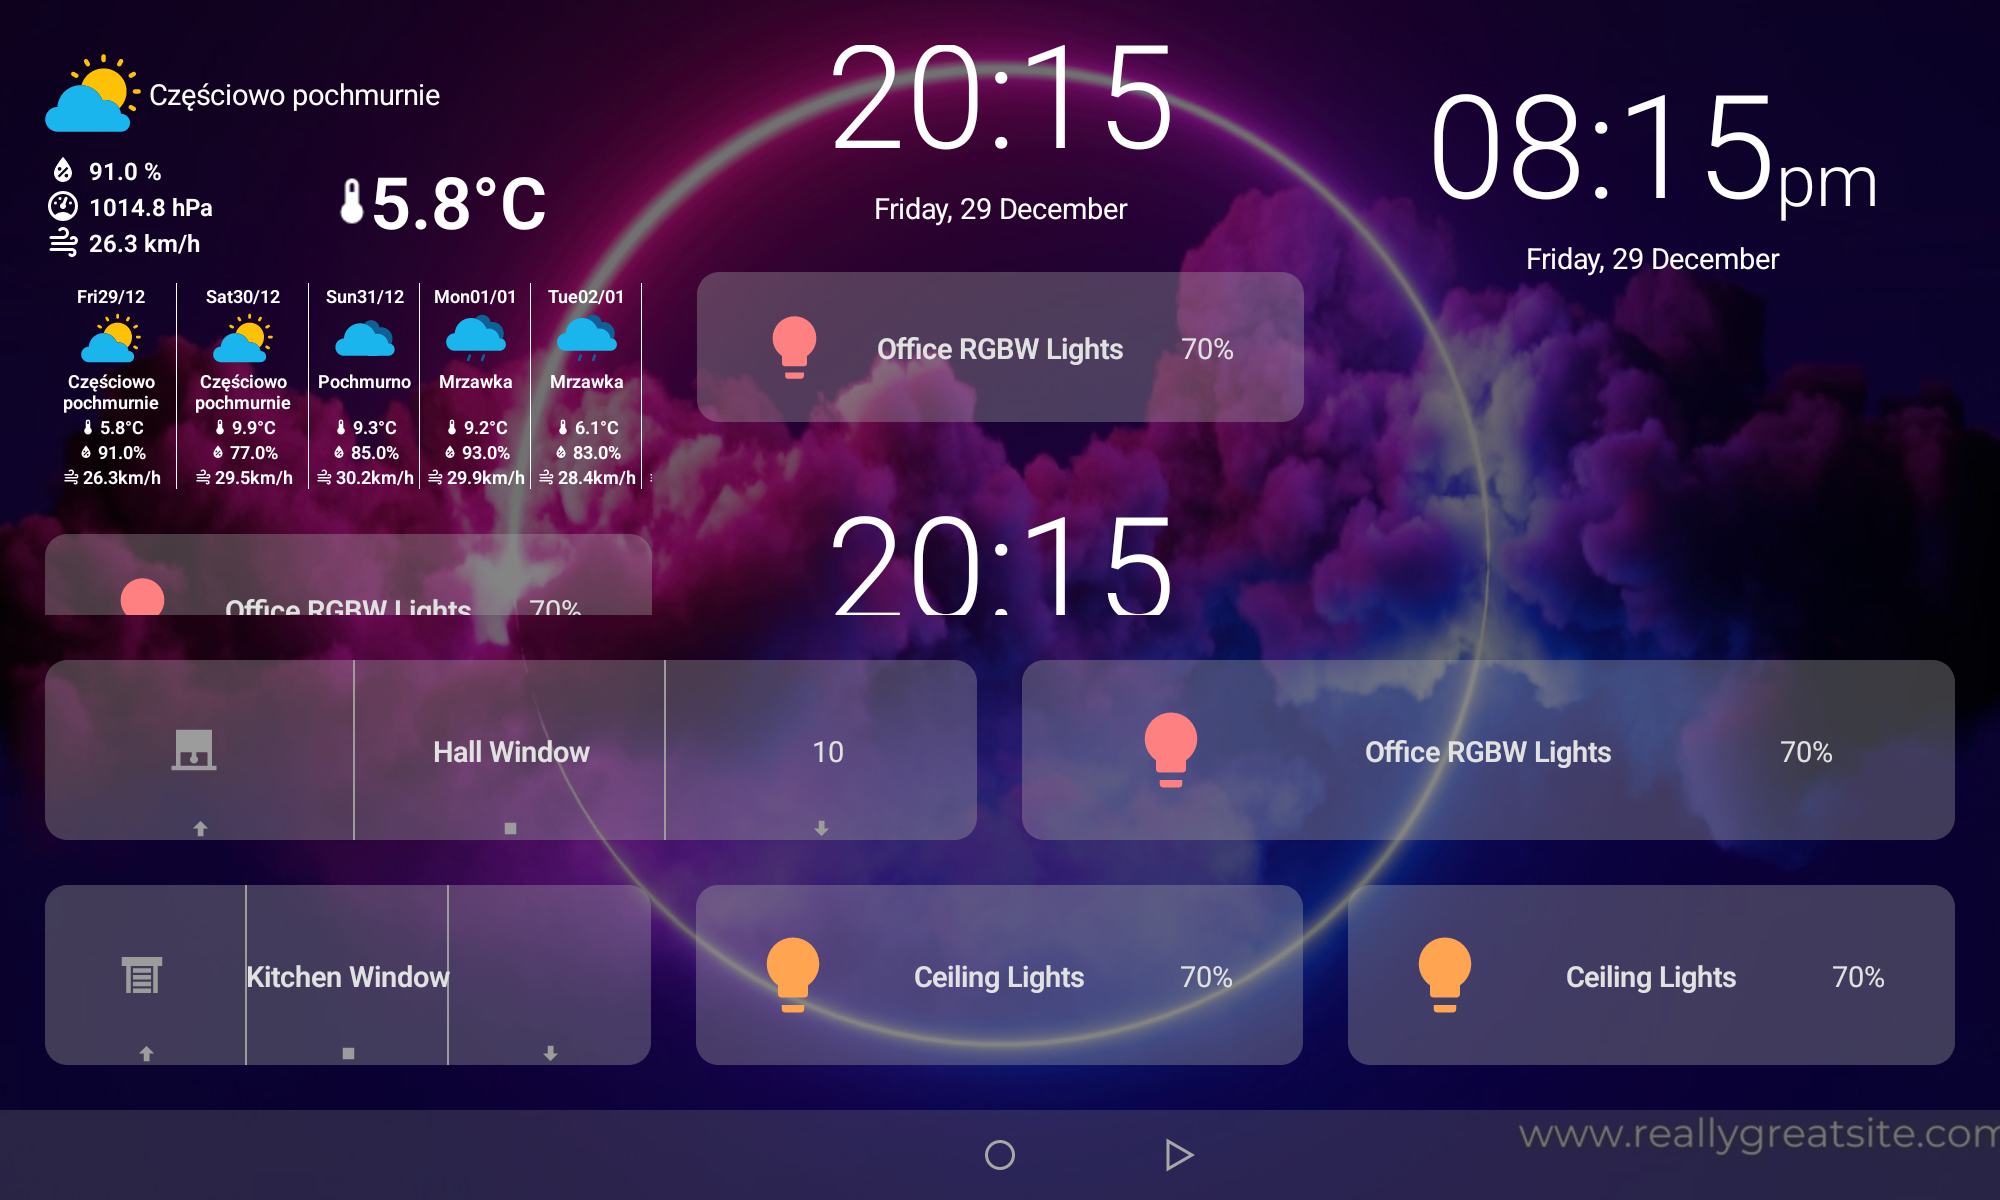 Częściowo pochmurnie
91.0 %
1014.8 hPa
26.3 km/h
5.8°C
Fri29/12
Częściowo
pochmurnie
5.8°C
91.0%
26.3km/h
Sat30/12
Częściowo
pochmurnie
9.9°C
77.0%
29.5km/h
Sun31/12
Pochmurno
9.3°C
85.0%
30.2km/h
Mon01/01
Mrzawka
9.2°C
93.0%
29.9km/h
Tue02/01
Mrzawka
6.1°C
83.0%
28.4km/h
Office RGBW Lights 70%
20:15
Friday, 29 December
Office RGBW Lights 70%
20:15
08:15pm
Friday, 29 December
Hall Window 10
Office RGBW Lights 70%
Kitchen Window
Ceiling Lights 70%
Ceiling Lights 70%
www.reallygreatsite.com